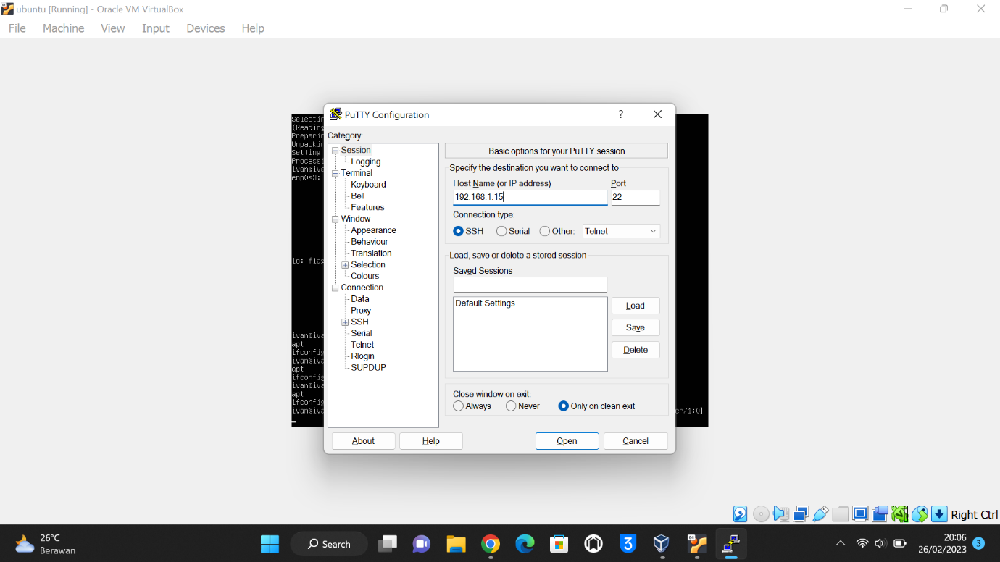 ubuntu [Running] - Oracle VM VirtualBox
File Machine View Input Devices Help
PuTTY Configuration
?
Category:
Session
Logging
Terminal
Keyboard
Bell
Features
Window
Appearance
Behaviour
Translation
Selection
Colours
Connection
Data
Proxy
SSH
Serial
Telnet
Rlogin
SUPDUP
Basic options for your PuTTY session
Specify the destination you want to connect to
Host Name (or IP address) Port
192.168.1.15 22
Connection type:
SSH Serial Other: Telnet
Load, save or delete a stored session
Saved Sessions
Default Settings
Load
Save
Delete
Close window on exit:
Always Never Only on clean exit
About Help Open Cancel
Selectin
(Reading
Preparin
Unpackin
Setting
Processi
ivan@iva
enp0s3:
lo: flag
ivan@iva
apt
ifconfig
ivan@iva
apt
ifconfig
ivan@iva
apt
ifconfig
ivan@iva er/1:0]
Right Ctrl
26°C
Berawan
Search
64
3
20:06
26/02/2023
3